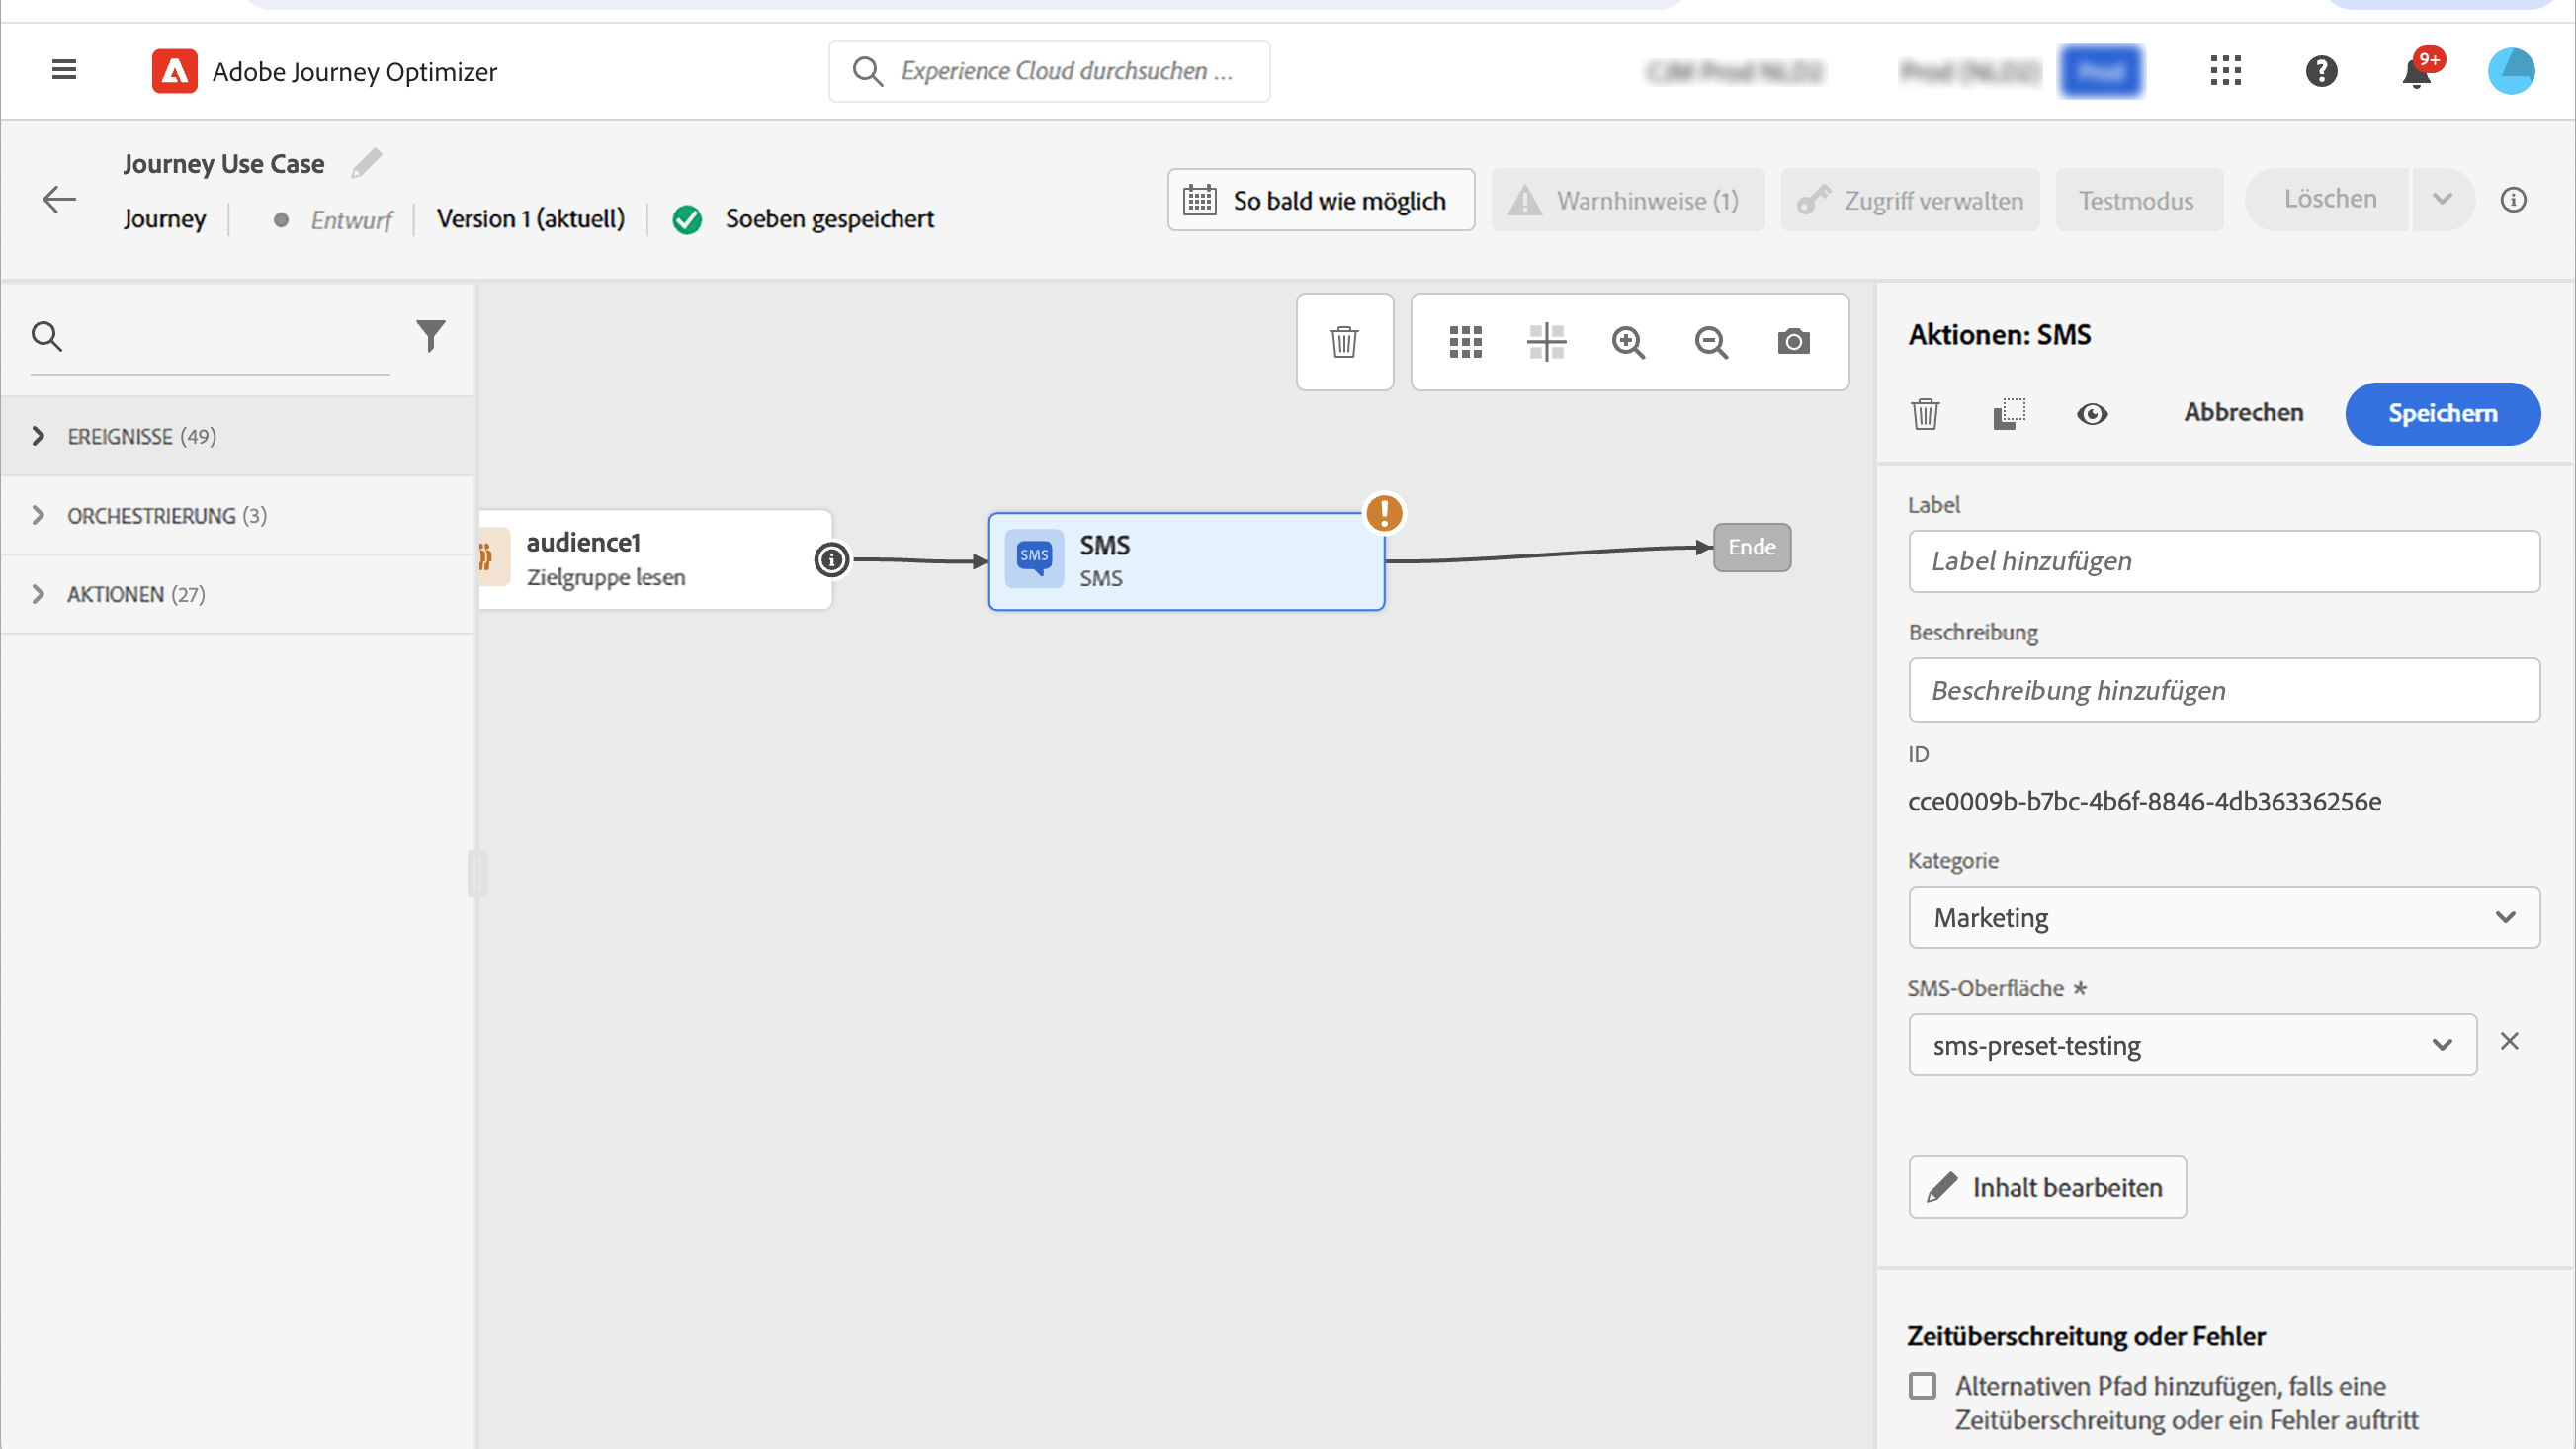 Adobe Journey Optimizer
Experience Cloud durchsuchen ...
9+
Journey Use Case
Journey
Entwurf
Version 1 (aktuell)
Soeben gespeichert
So bald wie möglich
Warnhinweise (1)
Zugriff verwalten
Testmodus
Löschen
EREIGNISSE (49)
ORCHESTRIERUNG (3)
AKTIONEN (27)
audience1
Zielgruppe lesen
SMS
SMS
SMS
Ende
Aktionen: SMS
Abbrechen
Speichern
Label
Label hinzufügen
Beschreibung
Beschreibung hinzufügen
ID
cce0009b-b7bc-4b6f-8846-4db36336256e
Kategorie
Marketing
SMS-Oberfläche *
sms-preset-testing
Inhalt bearbeiten
Zeitüberschreitung oder Fehler
Alternativen Pfad hinzufügen, falls eine
Zeitüberschreitung oder ein Fehler auftritt